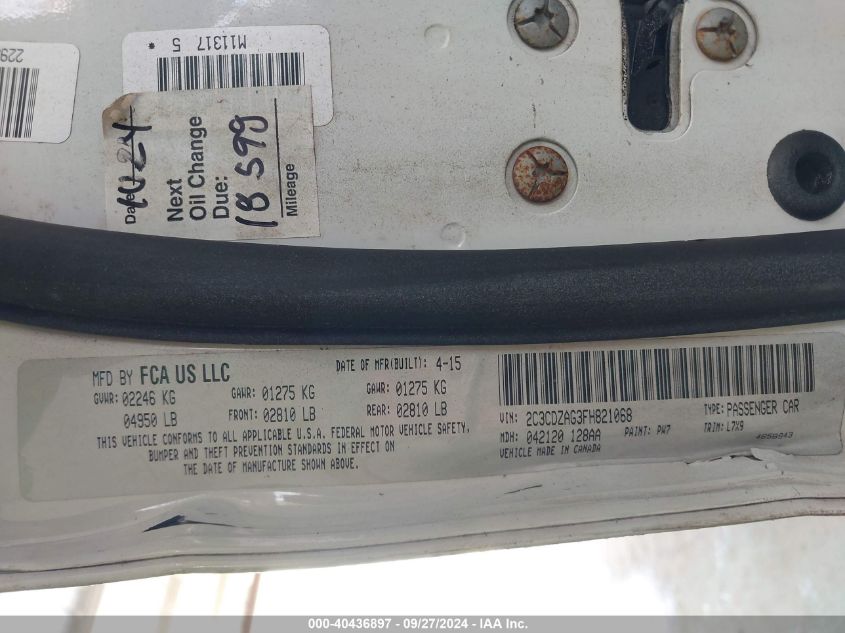 229
* M11317 5
Date 
Next
Oil Change
Due:
18 599
Mileage
MFD BY FCA US LLC
DATE OF MFR(BUILT): 4-15
GVWR: 02246 KG
GAWR: 01275 KG
GAWR: 01275 KG
04950 LB
FRONT: 02810 LB
REAR: 02810 LB
THIS VEHICLE CONFORMS TO ALL APPLICABLE U.S.A. FEDERAL MOTOR VEHICLE SAFETY,
BUMPER AND THEFT PREVENTION STANDARDS IN EFFECT ON
THE DATE OF MANUFACTURE SHOWN ABOVE.
VIN: 2C3CDZAG3FH821068
TYPE: PASSENGER CAR
MDH: 042120 128AA
PAINT: PW7
TRIM: L7X9
VEHICLE MADE IN CANADA
4656943
000-40436897 - 09/27/2024 - IAA Inc.